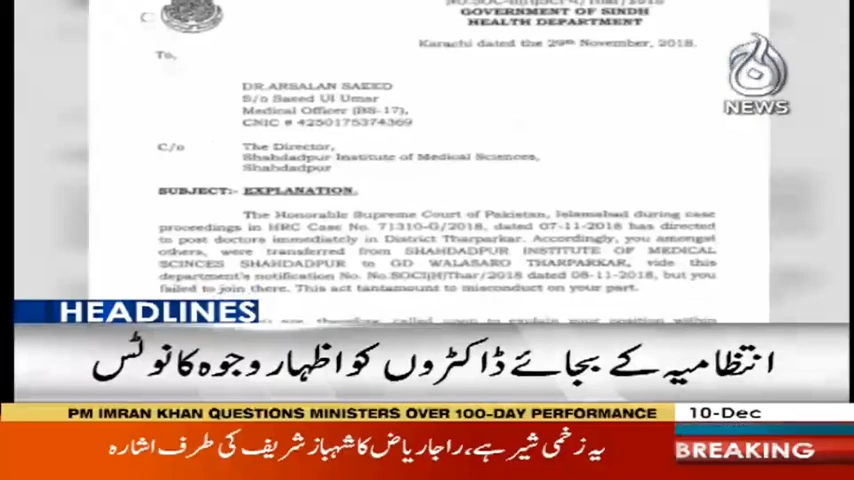 GOVERNMENT OF SINDH
HEALTH DEPARTMENT
Karachi dated the 29th November, 2018.
To,
DR.ARSALAN SAEED
S/o Saeed Ul Umar
Medical Officer (BS-17),
CNIC # 4250175374369
C/o The Director,
Shahdadpur Institute of Medical Sciences,
Shahdadpur
SUBJECT:- EXPLANATION.
The Honorable Supreme Court of Pakistan, Islamabad during case
proceedings in HRC Case No. 71310-G/2018, dated 07-11-2018 has directed
to post doctors immediately in District Tharparkar. Accordingly, you amongst
others, were transferred from SHAHDADPUR INSTITUTE OF MEDICAL
SCINCES SHAHDADPUR to GD WALASARO THARPARKAR, vide this
department's notification No. No.SOCI(H)Thar/2018 dated 08-11-2018, but you
failed to join there. This act tantamount to misconduct on your part.
called upon to explain your position within
NEWS
HEADLINES
انتظامیہ کے بجائے ڈاکٹروں کو اظہار وجوہ کا نوٹس
PM IMRAN KHAN QUESTIONS MINISTERS OVER 100-DAY PERFORMANCE
10-Dec
یہ زخمی شیر ہے، راجا ریاض کا شہباز شریف کی طرف اشارہ
BREAKING